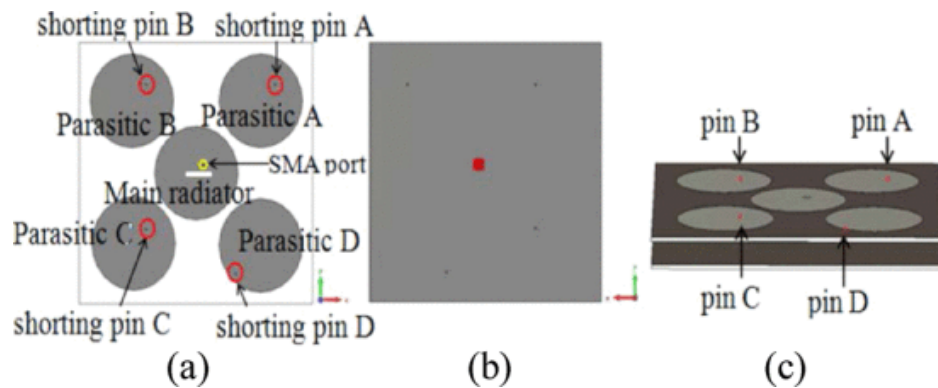 shorting pin B
shorting pin A
Parasitic B
Parasitic A
SMA port
Main radiator
Parasitic C
Parasitic D
shorting pin C
shorting pin D
(a)
(b)
pin B
pin A
pin C
pin D
(c)